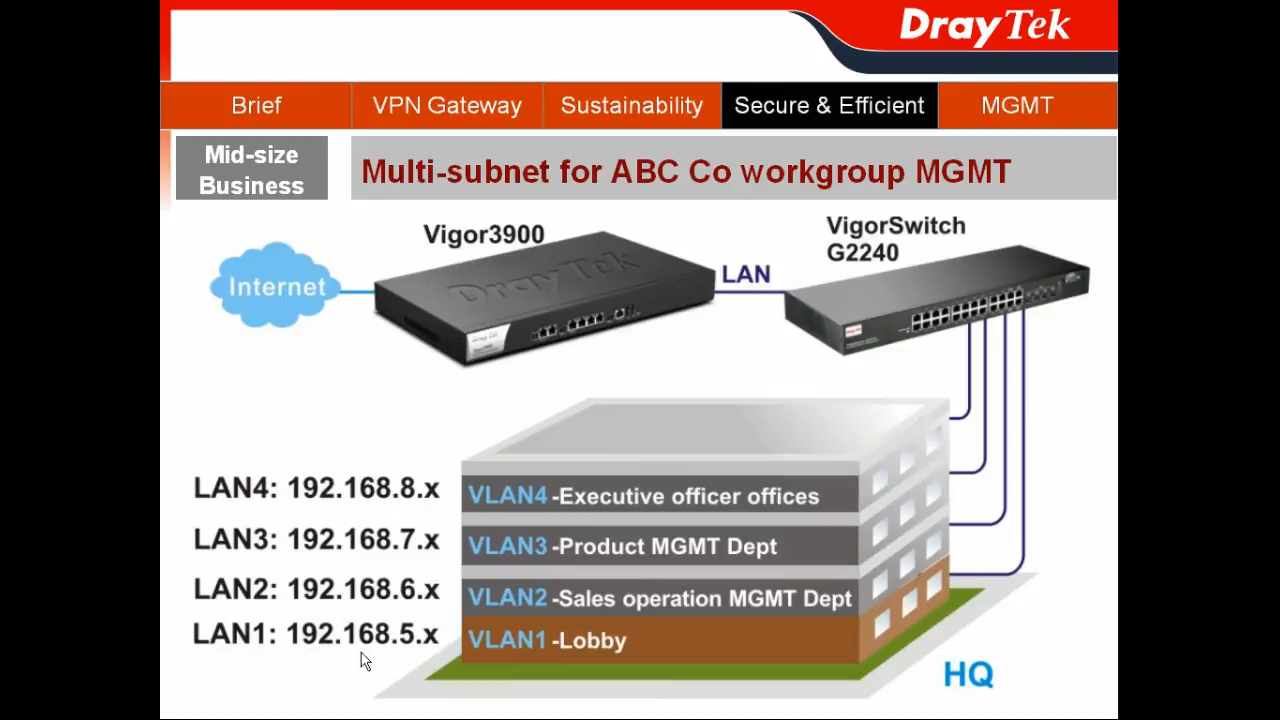 DrayTek
Brief VPN Gateway Sustainability Secure & Efficient MGMT
Mid-size
Business
Multi-subnet for ABC Co workgroup MGMT
Vigor3900
VigorSwitch
G2240
Internet
LAN
DrayTek
LAN4: 192.168.8.x
VLAN4 -Executive officer offices
LAN3: 192.168.7.x
VLAN3 -Product MGMT Dept
LAN2: 192.168.6.x
VLAN2 -Sales operation MGMT Dept
LAN1: 192.168.5.x
VLAN1 -Lobby
HQ